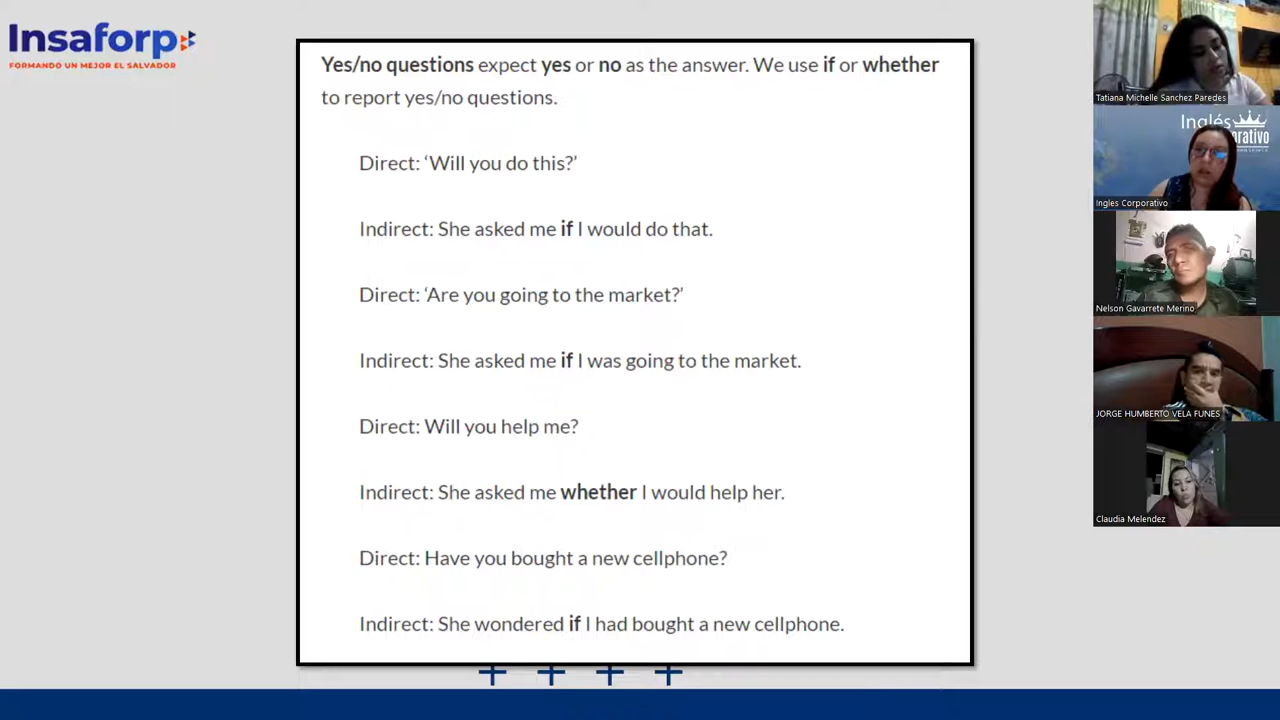 Insaforp
FORMANDO UN MEJOR EL SALVADOR
Yes/no questions expect yes or no as the answer. We use if or whether
to report yes/no questions.
Direct: ‘Will you do this?’
Indirect: She asked me if I would do that.
Direct: ‘Are you going to the market?’
Indirect: She asked me if I was going to the market.
Direct: Will you help me?
Indirect: She asked me whether I would help her.
Direct: Have you bought a new cellphone?
Indirect: She wondered if I had bought a new cellphone.
Tatiana Michelle Sanchez Paredes
Inglés
Ingles Corporativo
Nelson Gavarrete Merino
JORGE HUMBERTO VELA FUNES
Claudia Melendez